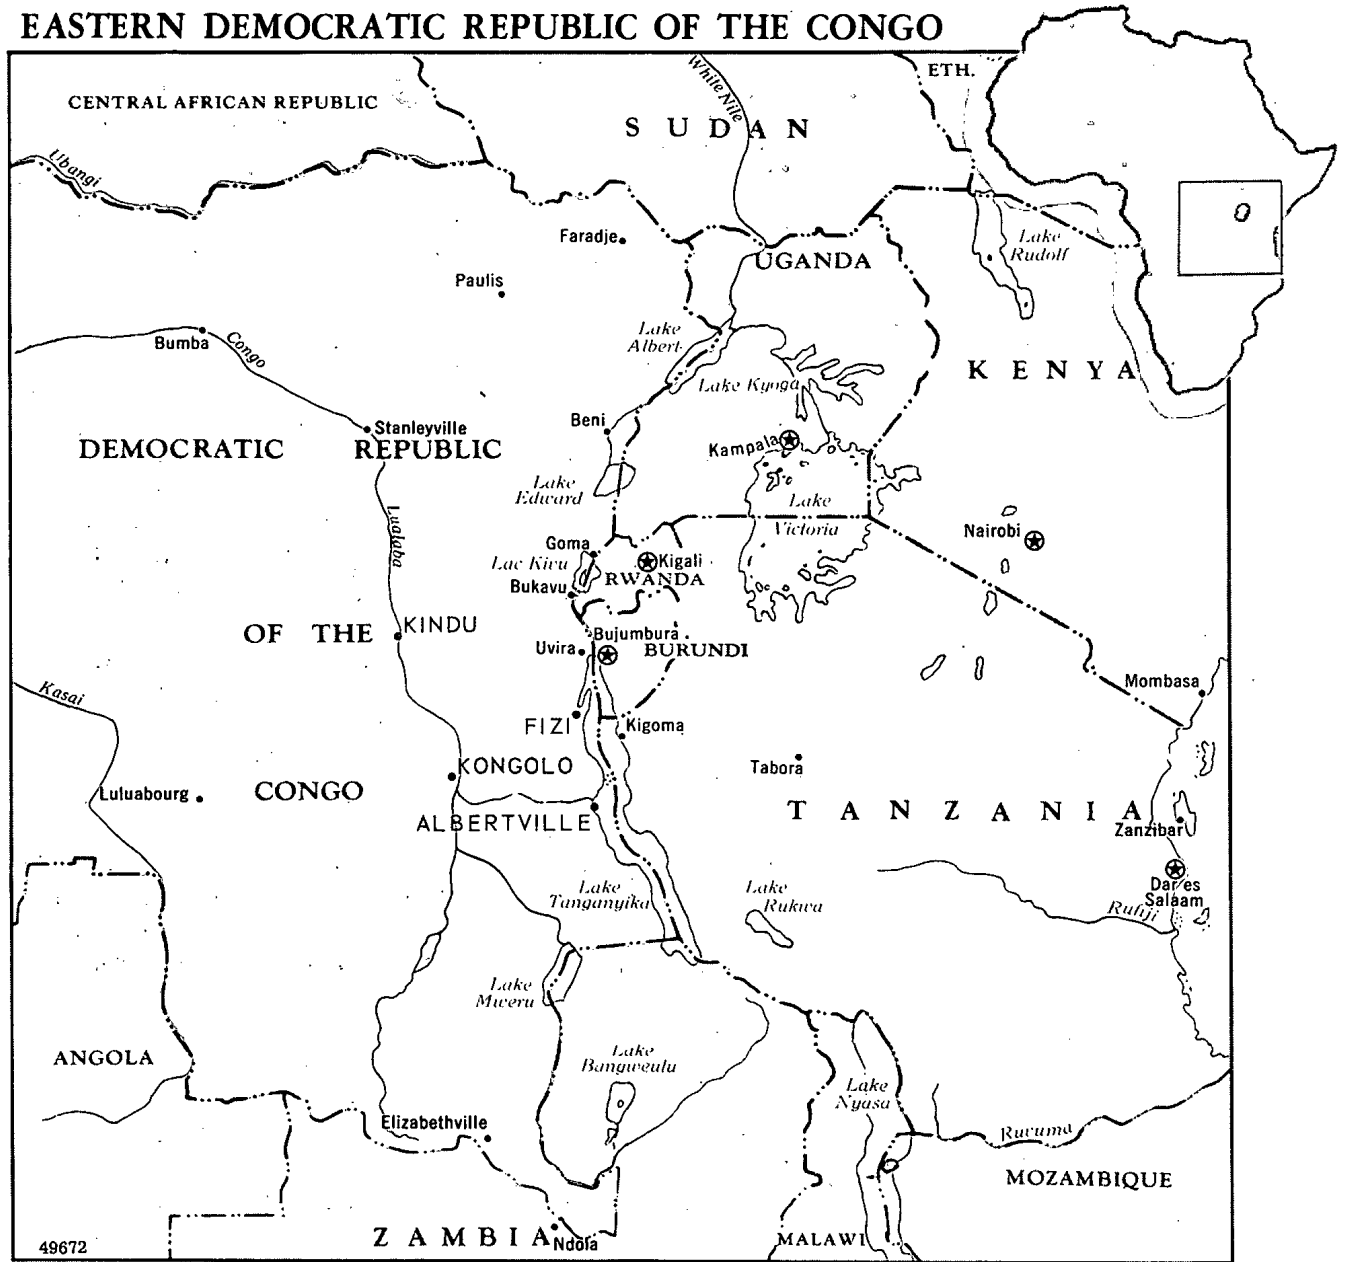 EASTERN DEMOCRATIC REPUBLIC OF THE CONGO
ETH.
CENTRAL AFRICAN REPUBLIC
White Nile
SUDAN
Ubangi
Faradje
Lake
Rudolf
UGANDA
Paulis
Lake
Albert
Bumba
Congo
KENYA
Lake Kyoga
Beni
Stanleyville
DEMOCRATIC REPUBLIC
Kampala
Lake
Edward
Lake
Victoria
Lualaba
Nairobi
Goma
Lac Kivu
Kigali
RWANDA
Bukavu
KINDU
OF THE
Bujumbura
Uvira
BURUNDI
Mombasa
Kasai
FIZI
Kigoma
KONGOLO
Tabora
Luluabourg
CONGO
TANZANIA
ALBERTVILLE
Zanzibar
Lake
Tanganyika
Lake
Rukwa
Dar es
Salaam
Rufiji
Lake
Mweru
ANGOLA
Lake
Bangweulu
Lake
Nyasa
Elizabethville
Ruvuma
MOZAMBIQUE
ZAMBIA
Ndola
MALAWI
49672